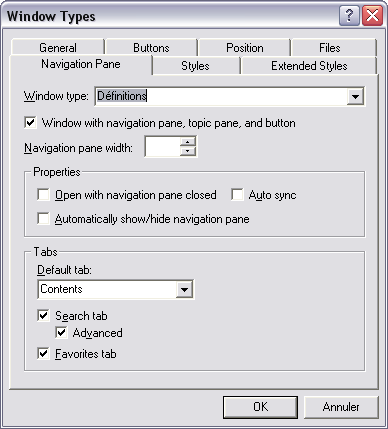 Window Types
General Buttons Position Files
Navigation Pane Styles Extended Styles
Window type: Définitions
Window with navigation pane, topic pane, and button
Navigation pane width:
Properties
Open with navigation pane closed Auto sync
Automatically show/hide navigation pane
Tabs
Default tab:
Contents
Search tab
Advanced
Favorites tab
OK Annuler